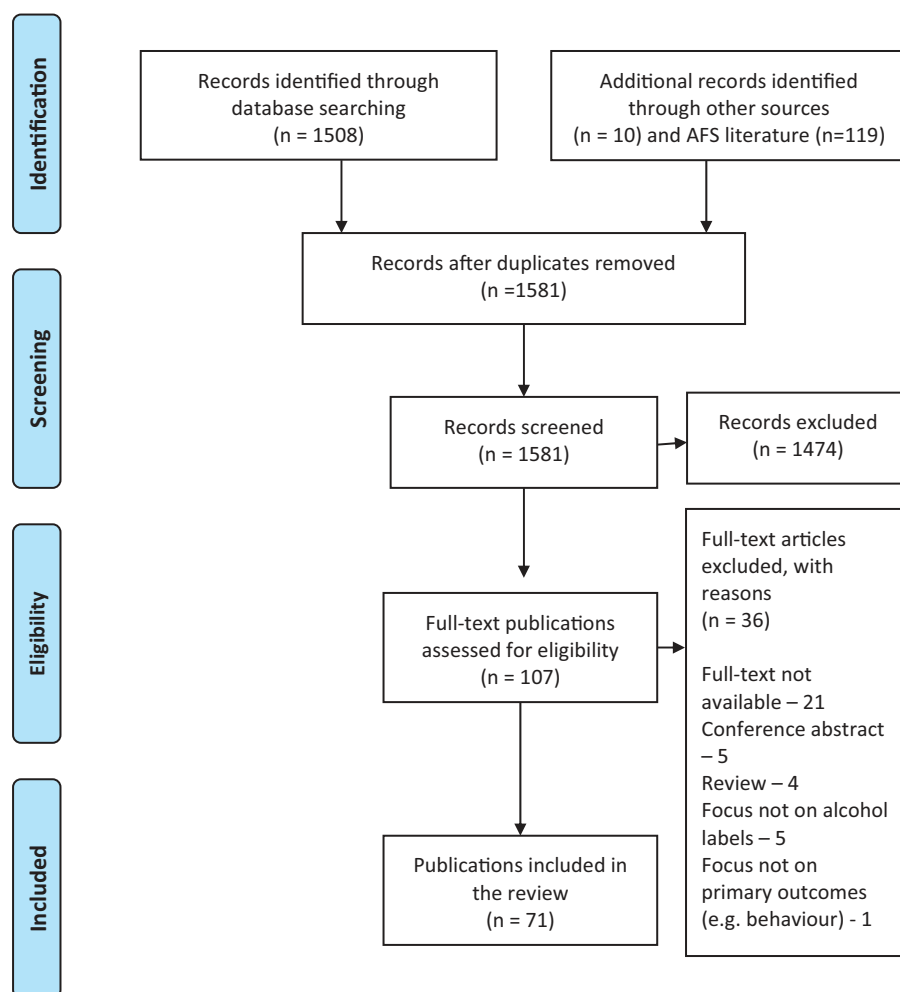 Identification
Records identified through
database searching
(n = 1508)
Additional records identified
through other sources
(n = 10) and AFS literature (n=119)
Records after duplicates removed
(n =1581)
Screening
Records screened
(n = 1581)
Records excluded
(n = 1474)
Eligibility
Full-text publications
assessed for eligibility
(n = 107)
Full-text articles
excluded, with
reasons
(n = 36)
Full-text not
available – 21
Conference abstract
– 5
Review – 4
Focus not on alcohol
labels – 5
Focus not on
primary outcomes
(e.g. behaviour) - 1
Included
Publications included in
the review
(n = 71)